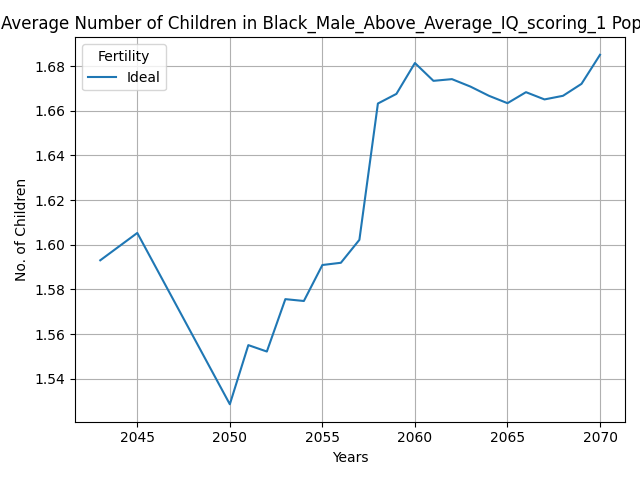 Average Number of Children in Black_Male_Above_Average_IQ_scoring_1 Pop
Fertility
Ideal
No. of Children
1.68
1.66
1.64
1.62
1.60
1.58
1.56
1.54
2045 2050 2055 2060 2065 2070
Years